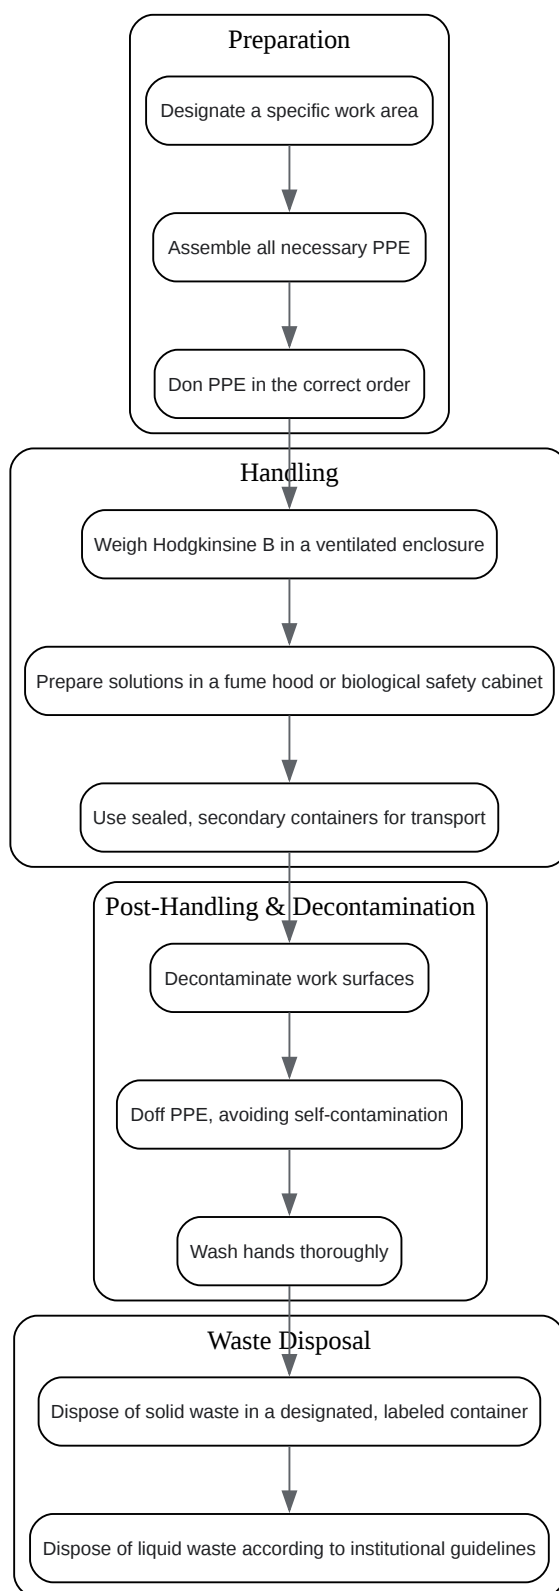 Preparation
Designate a specific work area
Assemble all necessary PPE
Don PPE in the correct order
Handling
Weigh Hodgkinsine B in a ventilated enclosure
Prepare solutions in a fume hood or biological safety cabinet
Use sealed, secondary containers for transport
Post-Handling & Decontamination
Decontaminate work surfaces
Doff PPE, avoiding self-contamination
Wash hands thoroughly
Waste Disposal
Dispose of solid waste in a designated, labeled container
Dispose of liquid waste according to institutional guidelines